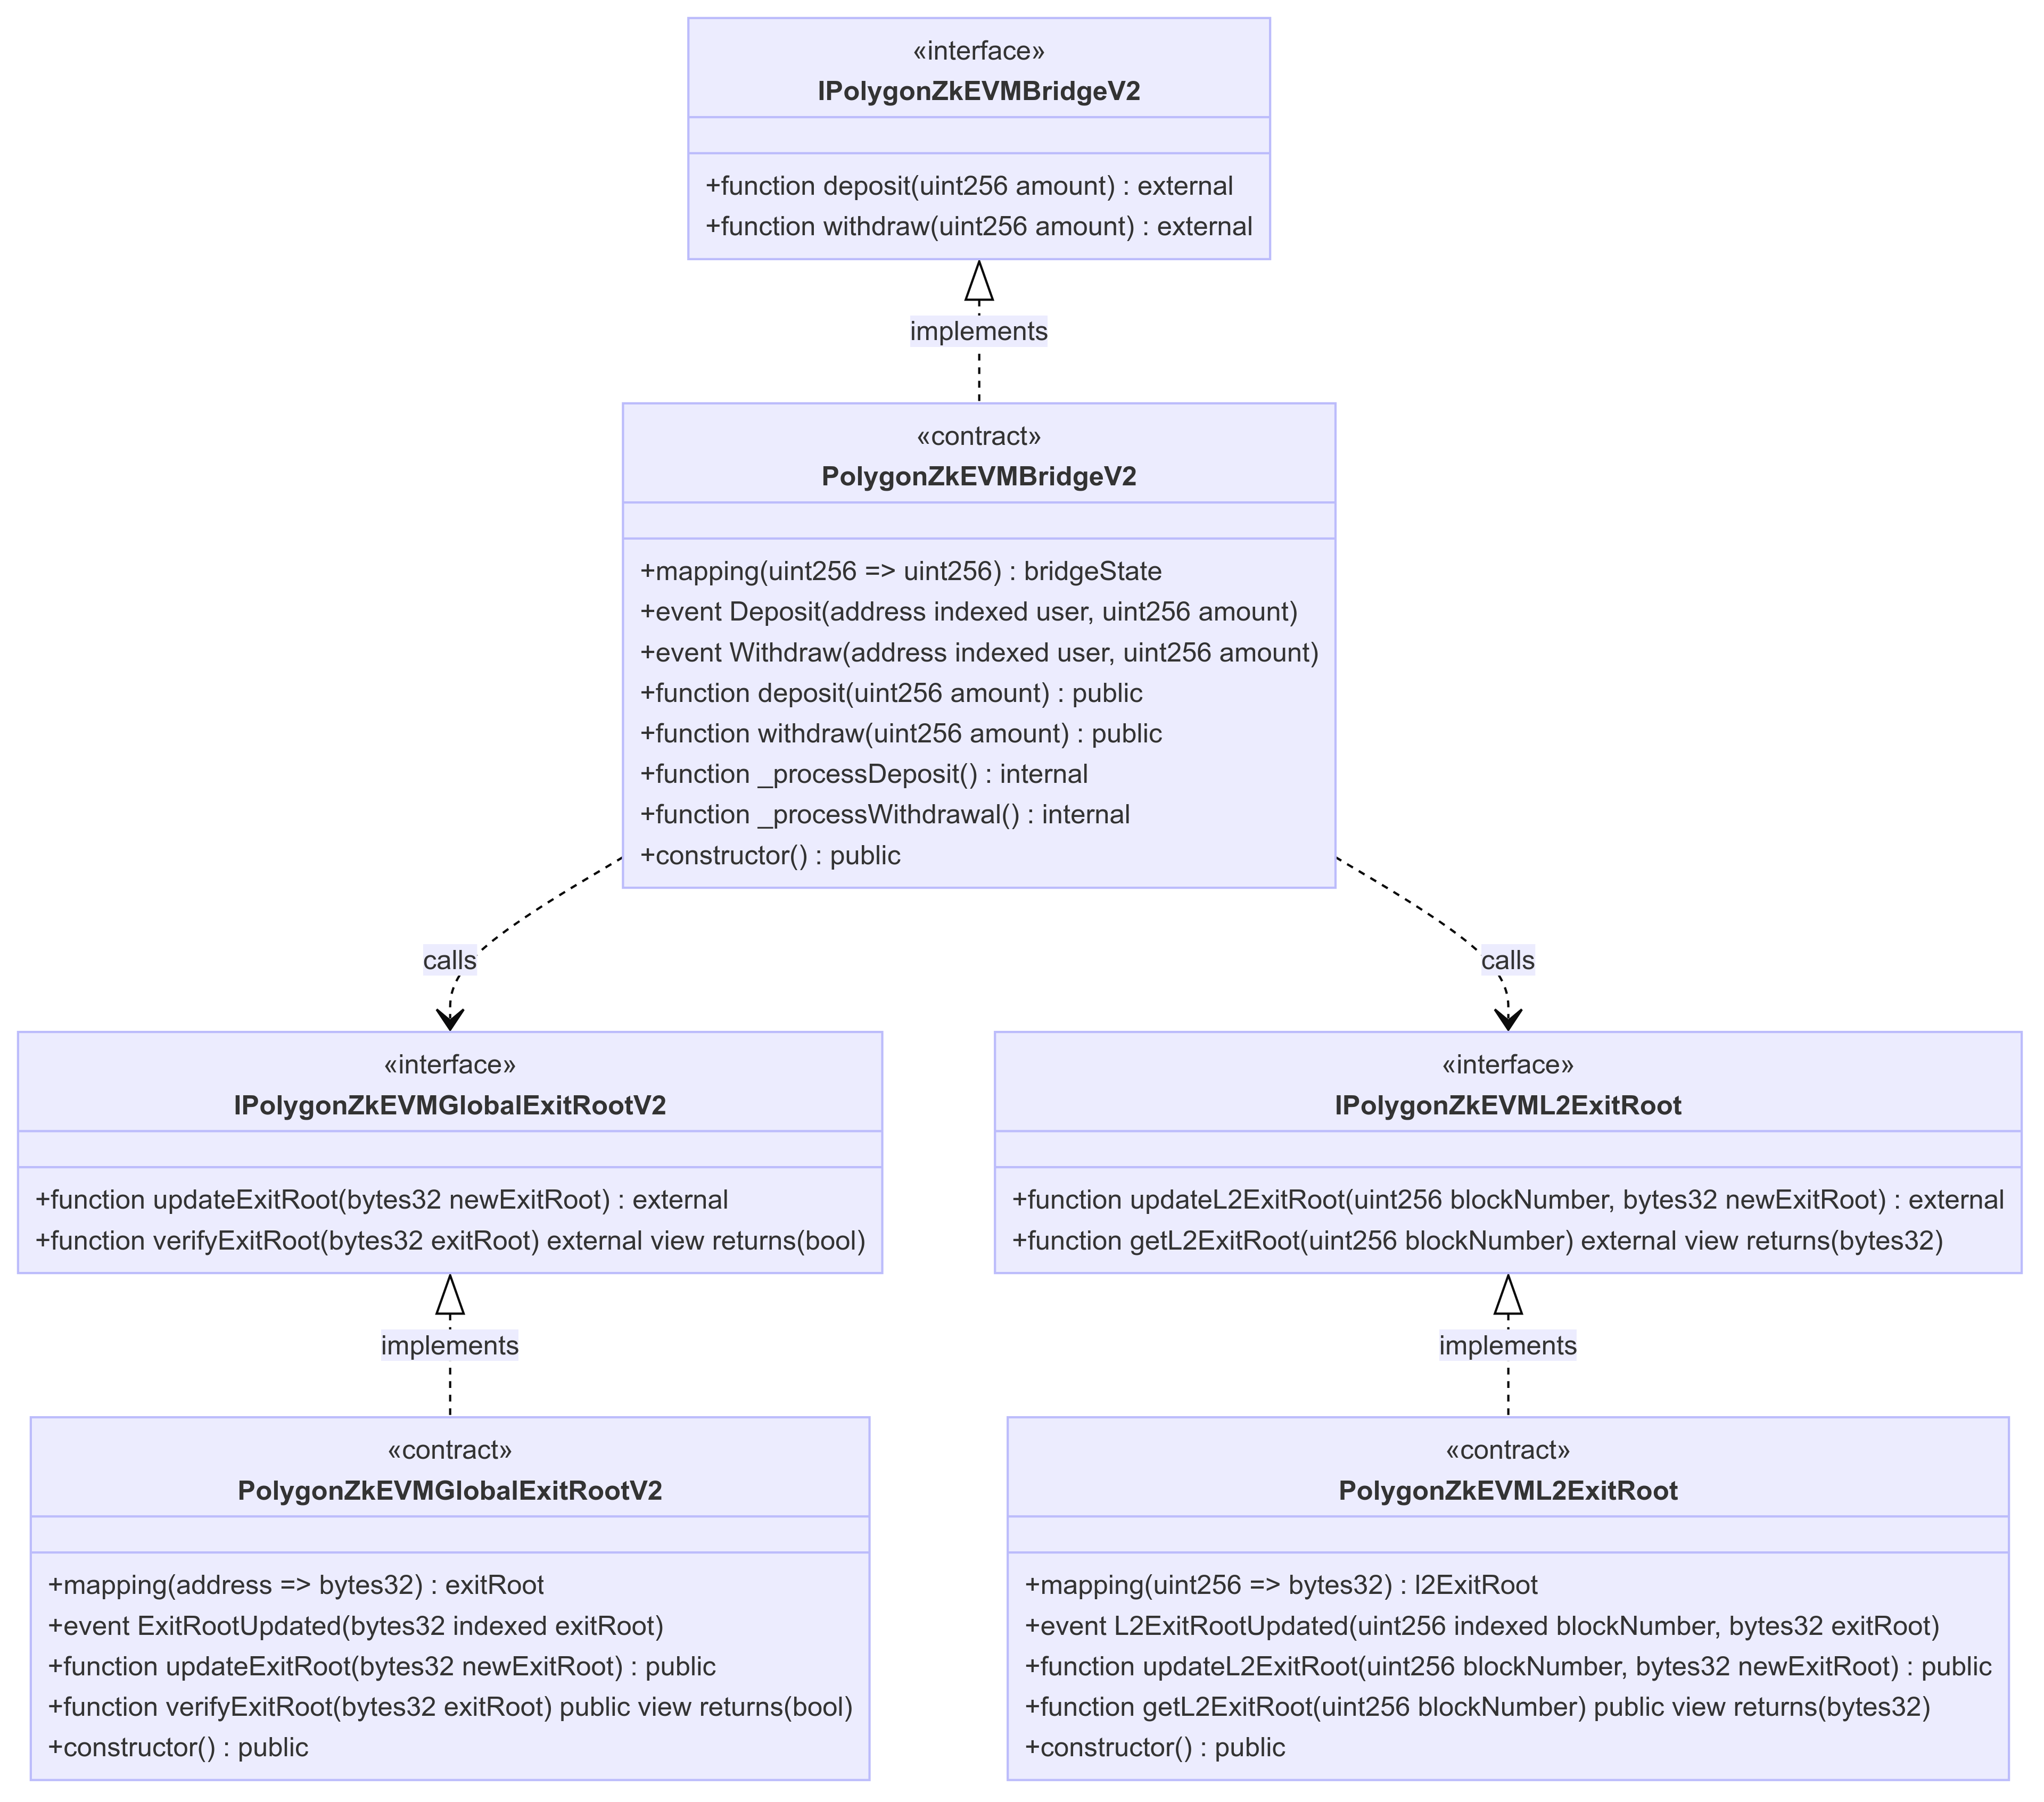 «interface»
IPolygonZkEVMBridgeV2
+function deposit(uint256 amount) : external
+function withdraw(uint256 amount) : external
implements
«contract»
PolygonZkEVMBridgeV2
+mapping(uint256 => uint256) : bridgeState
+event Deposit(address indexed user, uint256 amount)
+event Withdraw(address indexed user, uint256 amount)
+function deposit(uint256 amount) : public
+function withdraw(uint256 amount) : public
+function _processDeposit() : internal
+function _processWithdrawal() : internal
+constructor() : public
calls
calls
«interface»
IPolygonZkEVMGlobalExitRootV2
+function updateExitRoot(bytes32 newExitRoot) : external
+function verifyExitRoot(bytes32 exitRoot) external view returns(bool)
«interface»
IPolygonZkEVML2ExitRoot
+function updateL2ExitRoot(uint256 blockNumber, bytes32 newExitRoot) : external
+function getL2ExitRoot(uint256 blockNumber) external view returns(bytes32)
implements
implements
«contract»
PolygonZkEVMGlobalExitRootV2
+mapping(address => bytes32) : exitRoot
+event ExitRootUpdated(bytes32 indexed exitRoot)
+function updateExitRoot(bytes32 newExitRoot) : public
+function verifyExitRoot(bytes32 exitRoot) public view returns(bool)
+constructor() : public
«contract»
PolygonZkEVML2ExitRoot
+mapping(uint256 => bytes32) : l2ExitRoot
+event L2ExitRootUpdated(uint256 indexed blockNumber, bytes32 exitRoot)
+function updateL2ExitRoot(uint256 blockNumber, bytes32 newExitRoot) : public
+function getL2ExitRoot(uint256 blockNumber) public view returns(bytes32)
+constructor() : public